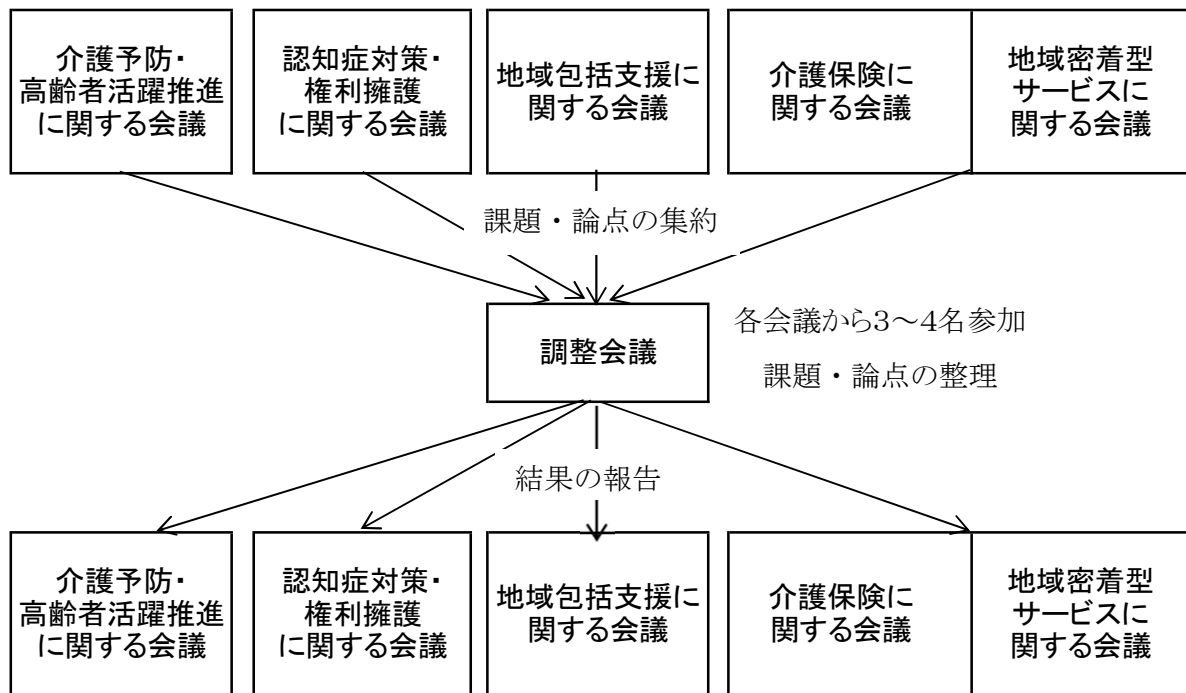 介護予防・
高齢者活躍推進
に関する会議
認知症対策・
権利擁護
に関する会議
地域包括支援に
関する会議
介護保険に
関する会議
地域密着型
サービスに
関する会議
課題・論点の集約
調整会議
各会議から3～4名参加
課題・論点の整理
結果の報告
介護予防・
高齢者活躍推進
に関する会議
認知症対策・
権利擁護
に関する会議
地域包括支援に
関する会議
介護保険に
関する会議
地域密着型
サービスに
関する会議